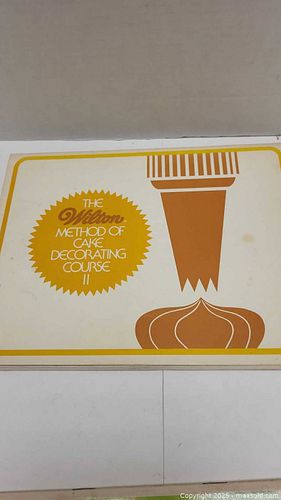 THE
Wilton
METHOD OF
CAKE
DECORATING
COURSE
II
Copyright 2025 - maxsold.com